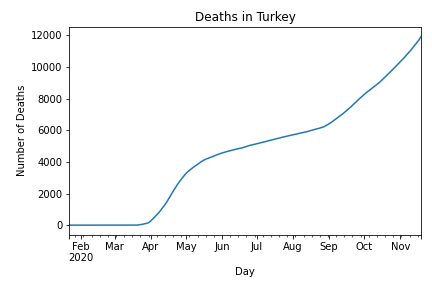 Deaths in Turkey
12000
10000
8000
6000
4000
2000
0
Number of Deaths
Feb Mar Apr May Jun Jul Aug Sep Oct Nov
2020
Day